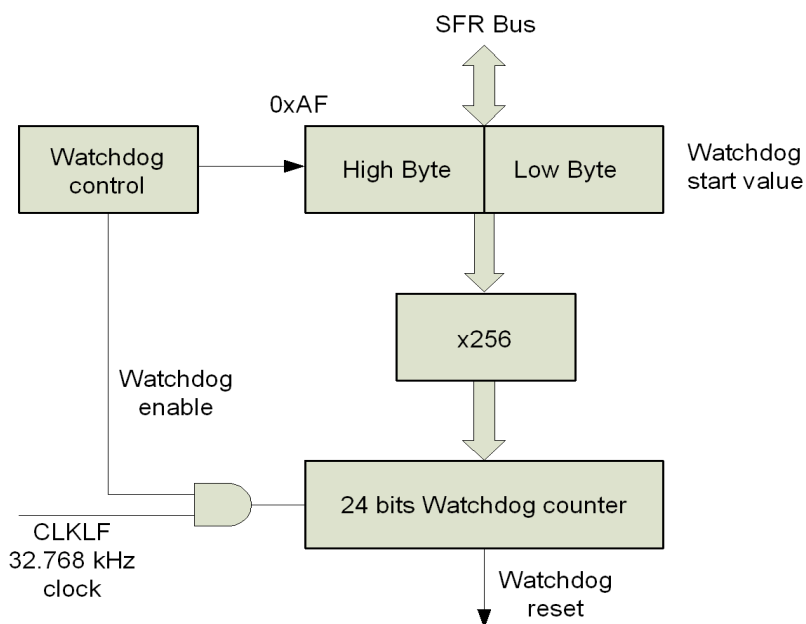 SFR Bus
0xAF
Watchdog
control
High Byte
Low Byte
Watchdog
start value
x256
Watchdog
enable
24 bits Watchdog counter
CLKLF
32.768 kHz
clock
Watchdog
reset